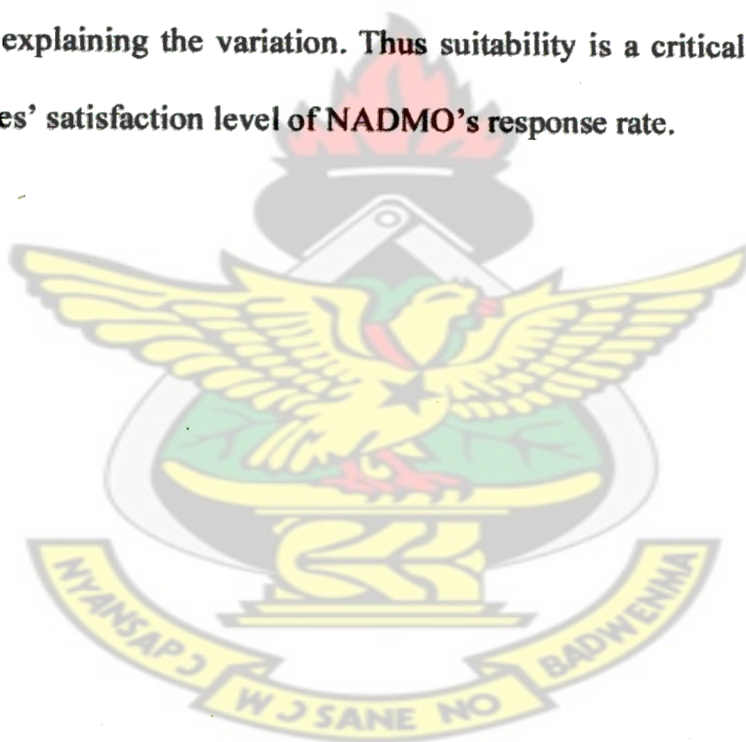 explaining the variation. Thus suitability is a critical
es’ satisfaction level of NADMO’s response rate.
NYANSAPƆ
WƆSANE NO
BADWENMA